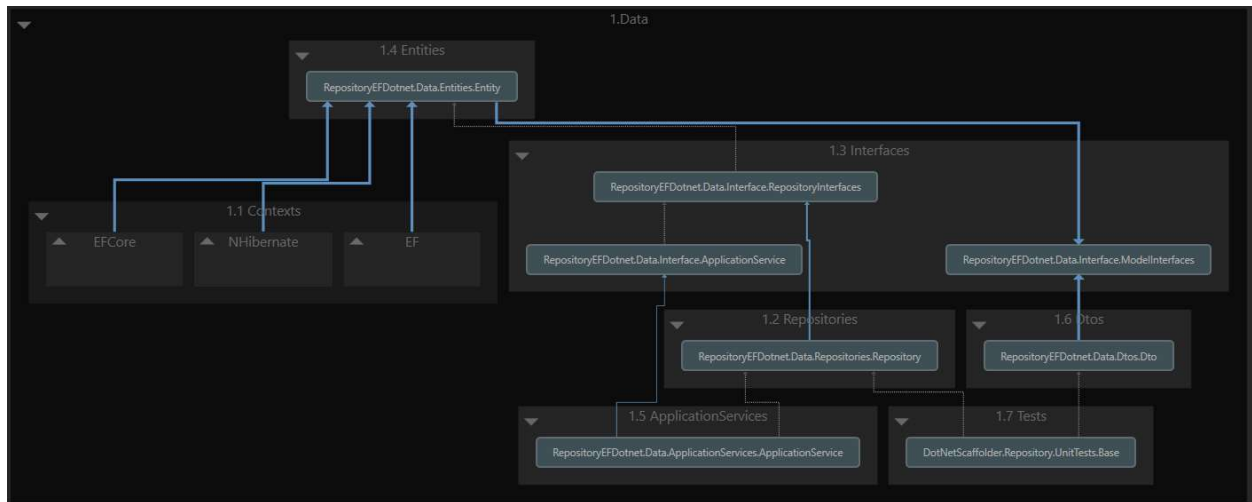 1.Data
1.4 Entities
RepositoryEFDotnet.Data.Entities.Entity
1.3 Interfaces
RepositoryEFDotnet.Data.Interface.RepositoryInterfaces
1.1 Contexts
EFCore
NHibernate
EF
RepositoryEFDotnet.Data.Interface.ApplicationService
RepositoryEFDotnet.Data.Interface.ModelInterfaces
1.2 Repositories
1.6 Dtos
RepositoryEFDotnet.Data.Repositories.Repository
RepositoryEFDotnet.Data.Dtos.Dto
1.5 ApplicationServices
1.7 Tests
RepositoryEFDotnet.Data.ApplicationServices.ApplicationService
DotNetScaffolder.Repository.UnitTests.Base